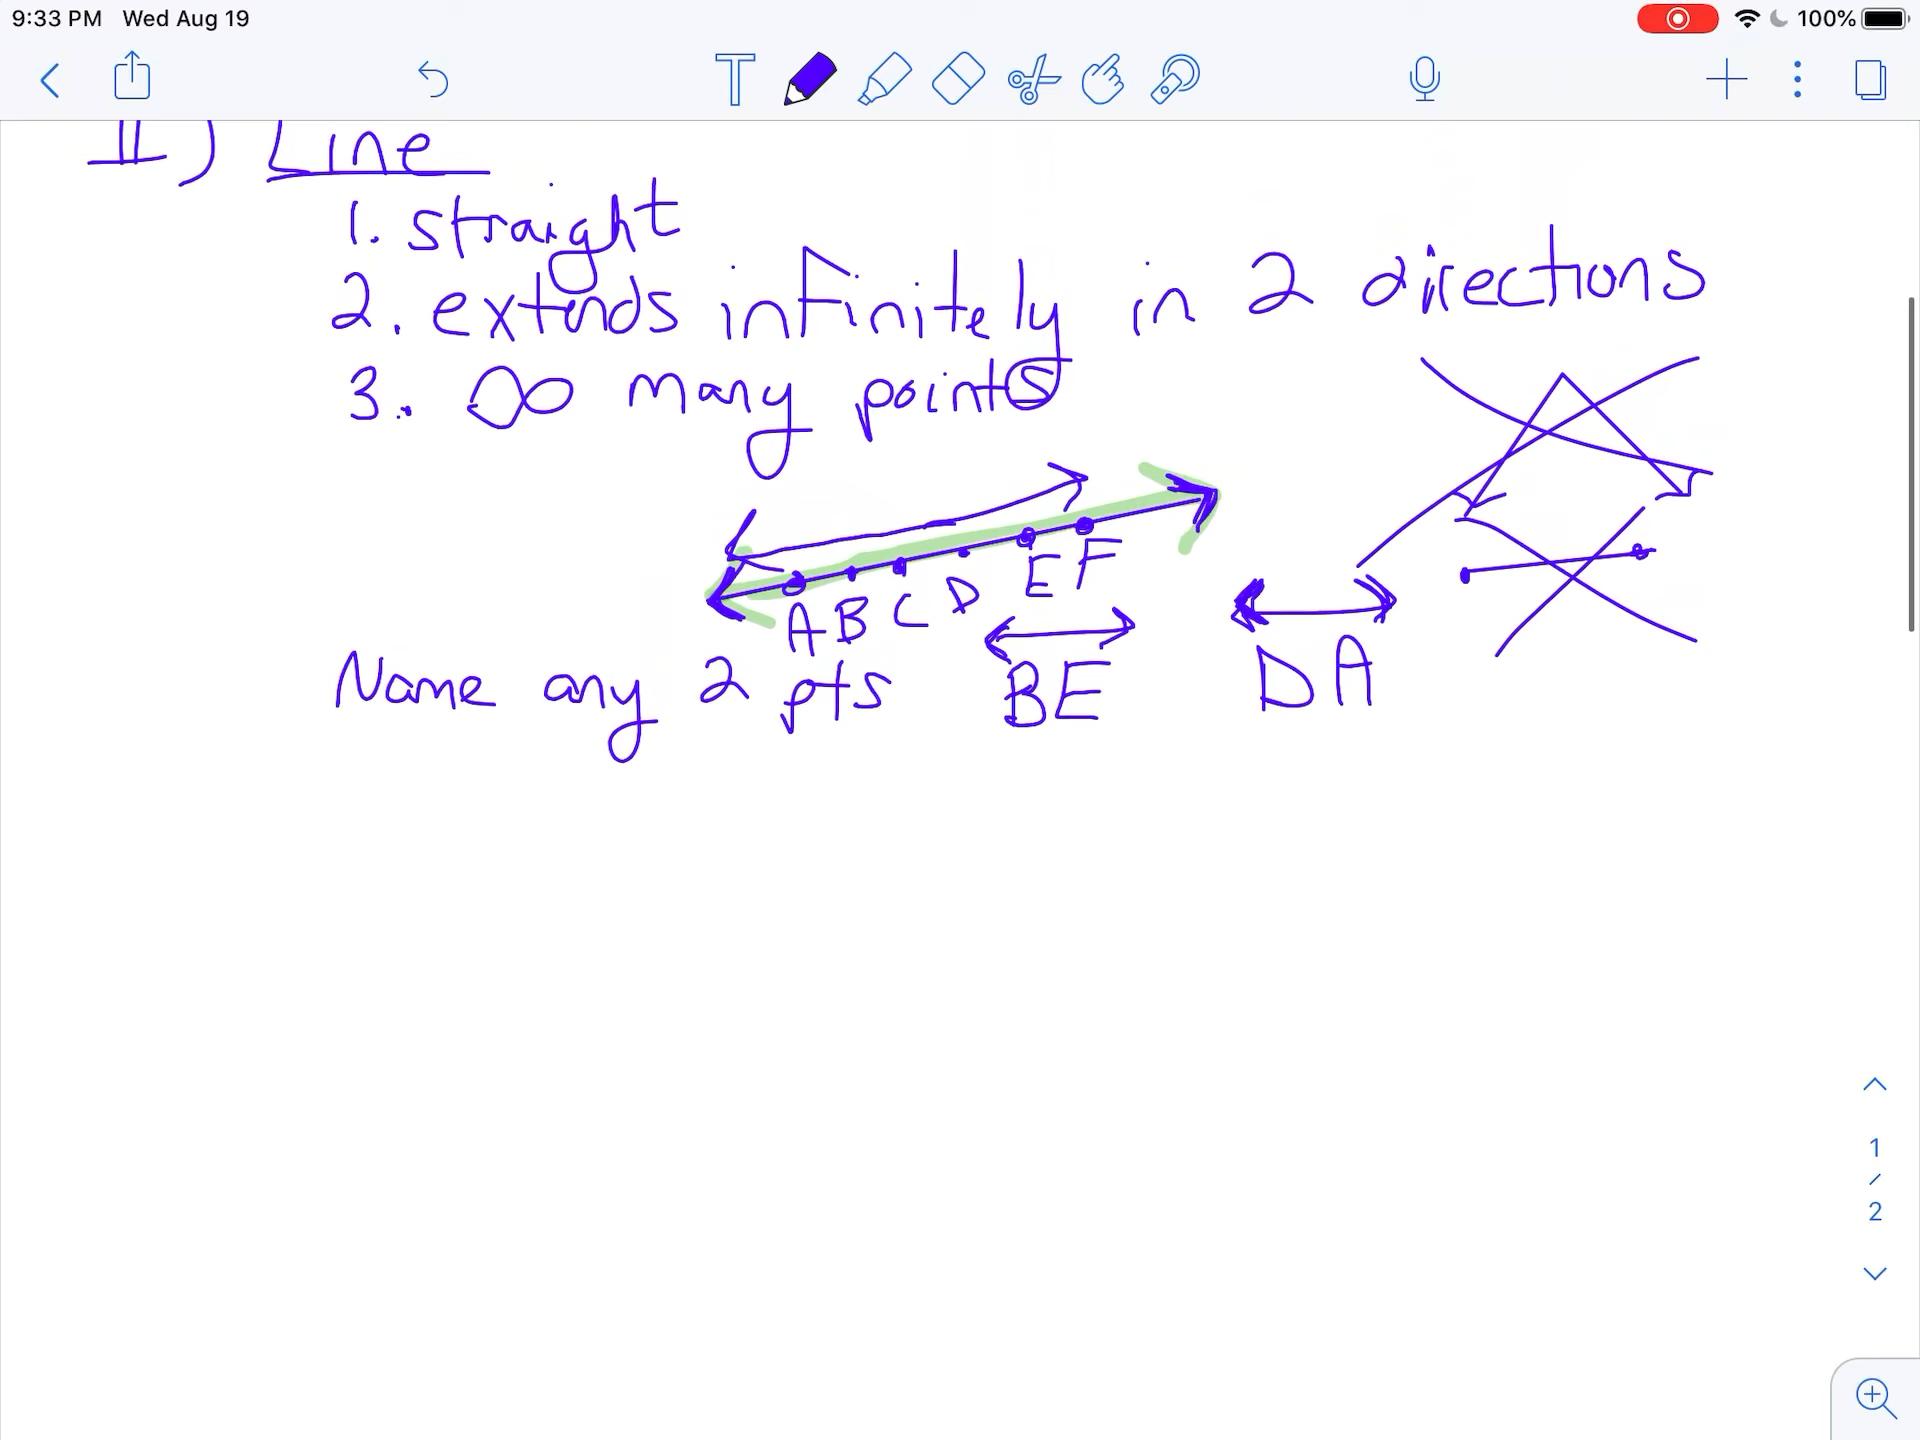 9:33 PM Wed Aug 19 100%
II) Line
1. straight
2. extends infinitely in 2 directions
3. ∞ many points
A B C D E F
Name any 2 pts BE DA
1
/
2